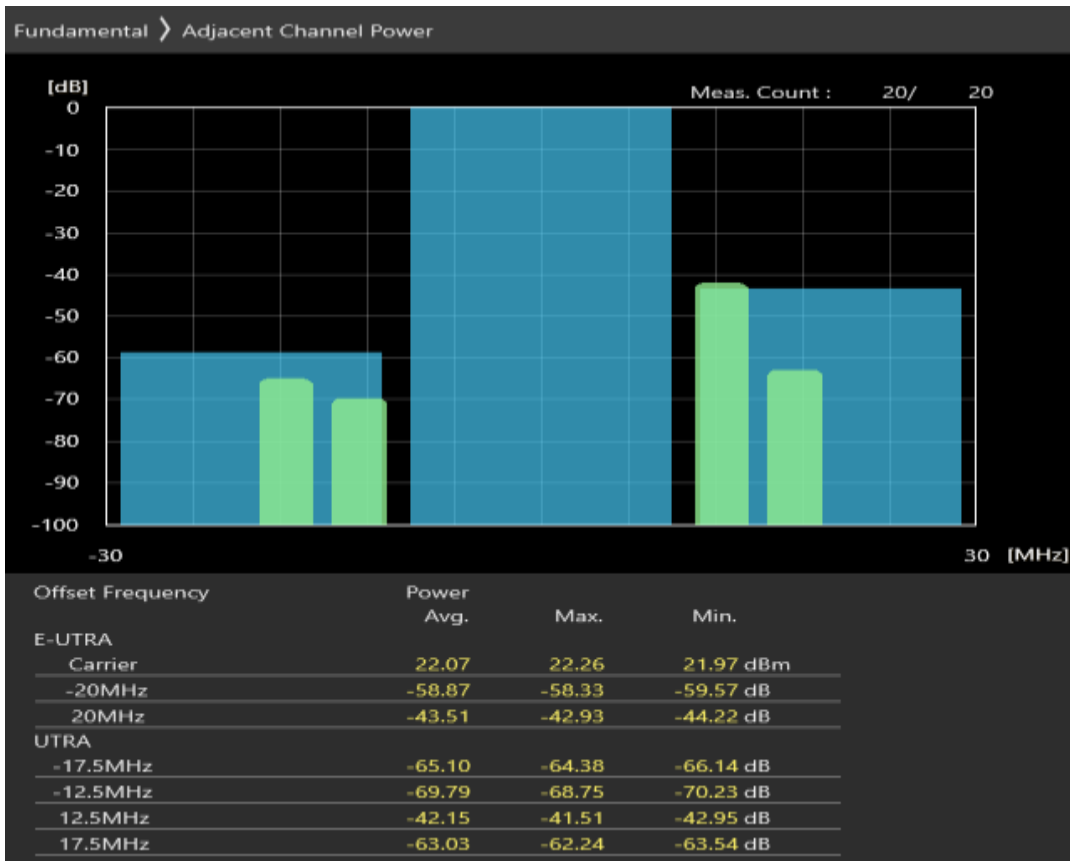 Fundamental 〉 Adjacent Channel Power
[dB]
Meas. Count : 20/ 20
0
-10
-20
-30
-40
-50
-60
-70
-80
-90
-100
-30 30 [MHz]
Offset Frequency Power
Avg. Max. Min.
E-UTRA
Carrier 22.07 22.26 21.97 dBm
-20MHz -58.87 -58.33 -59.57 dB
20MHz -43.51 -42.93 -44.22 dB
UTRA
-17.5MHz -65.10 -64.38 -66.14 dB
-12.5MHz -69.79 -68.75 -70.23 dB
12.5MHz -42.15 -41.51 -42.95 dB
17.5MHz -63.03 -62.24 -63.54 dB